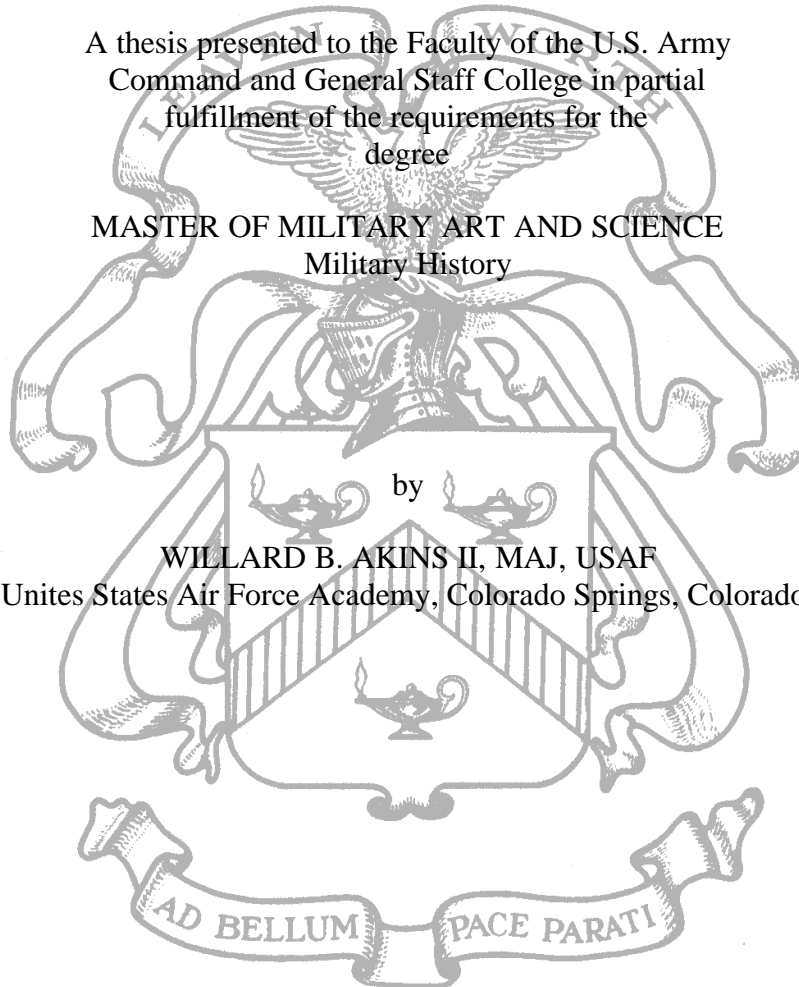 LEAVEN WORTH
A thesis presented to the Faculty of the U.S. Army
Command and General Staff College in partial
fulfillment of the requirements for the
degree
MASTER OF MILITARY ART AND SCIENCE
Military History
by
WILLARD B. AKINS II, MAJ, USAF
Unites States Air Force Academy, Colorado Springs, Colorado
AD BELLUM PACE PARATI